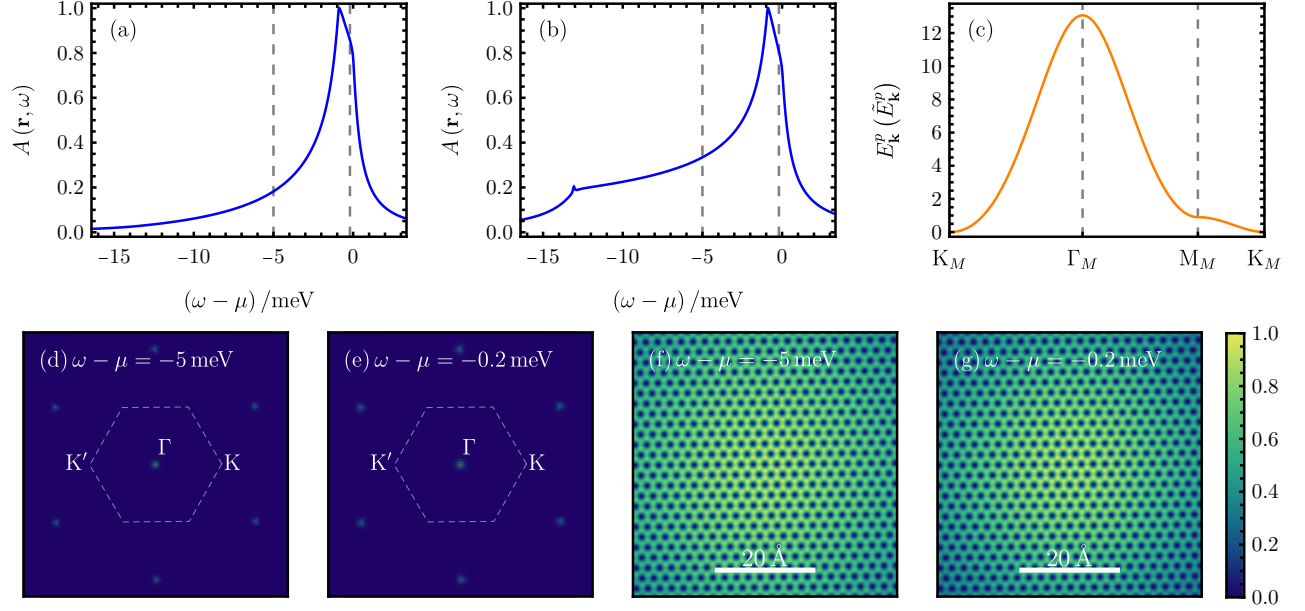 (a)
A (r, ω)
1.0
0.8
0.6
0.4
0.2
0.0
−15 −10 −5 0
(ω − μ) /meV
(b)
A (r, ω)
1.0
0.8
0.6
0.4
0.2
0.0
−15 −10 −5 0
(ω − μ) /meV
(c)
E_k^p (Ẽ_k^p)
12
10
8
6
4
2
0
K_M Γ_M M_M K_M
(d) ω − μ = −5 meV
Γ
K′ K
(e) ω − μ = −0.2 meV
Γ
K′ K
(f) ω − μ = −5 meV
20 Å
(g) ω − μ = −0.2 meV
20 Å
1.0
0.8
0.6
0.4
0.2
0.0